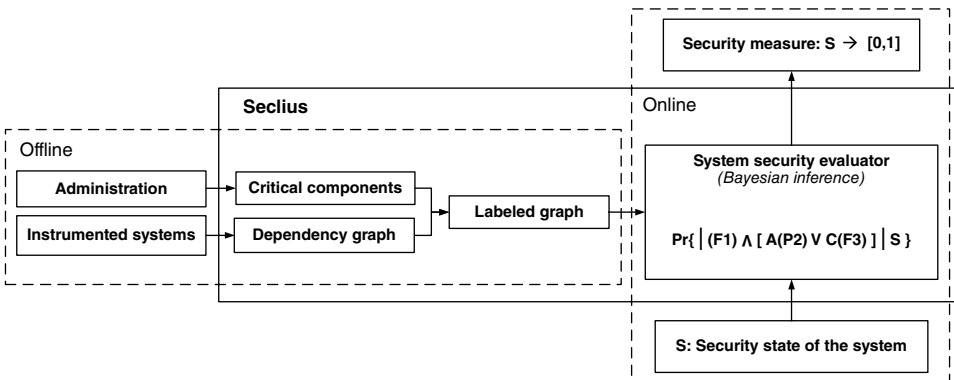 Security measure: S → [0,1]
Seclius
Online
Offline
System security evaluator
(Bayesian inference)
Administration
Critical components
Labeled graph
Instrumented systems
Dependency graph
Pr{ | (F1) ∧ [ A(P2) V C(F3) ] | S }
S: Security state of the system